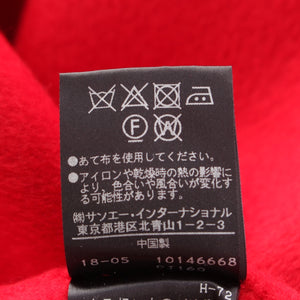 F W
●あて布を使用してください。
●アイロンや乾燥時の熱の影響に
より、色合いや風合いが変化する
可能性があります。
㈱サンエー・インターナショナル
東京都港区北青山1-2-3
中国製
18-05 10146668
H-72